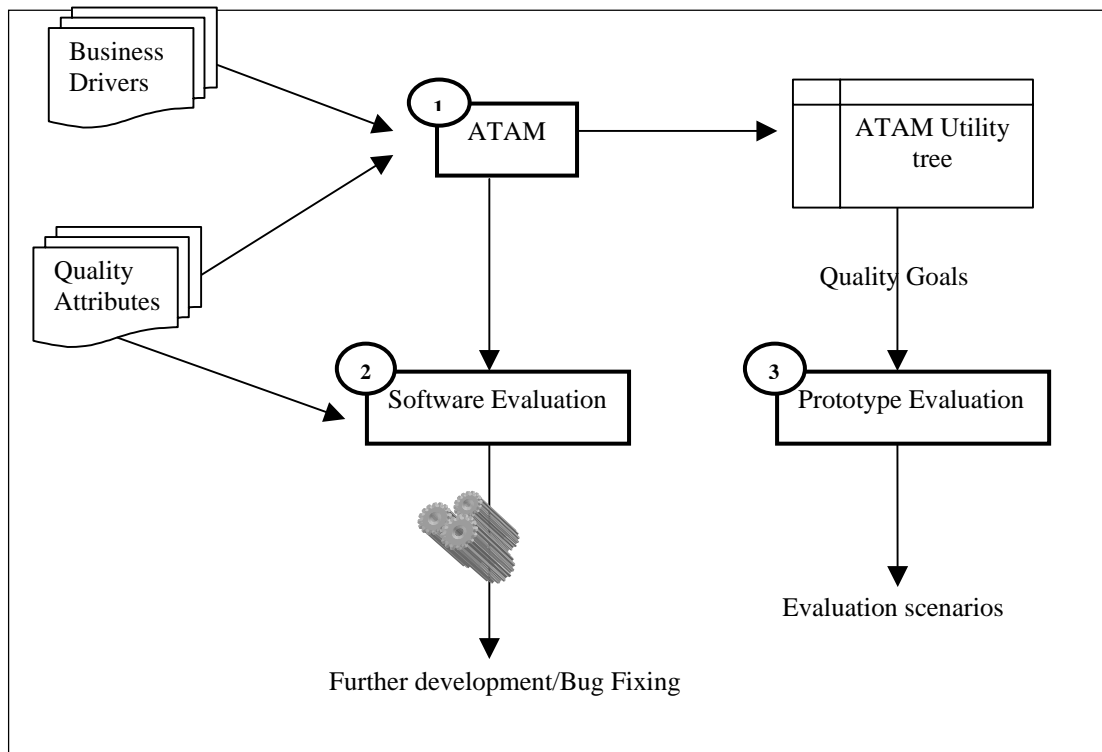 Business
Drivers
1
ATAM
ATAM Utility
tree
Quality
Attributes
Quality Goals
2
Software Evaluation
3
Prototype Evaluation
Evaluation scenarios
Further development/Bug Fixing